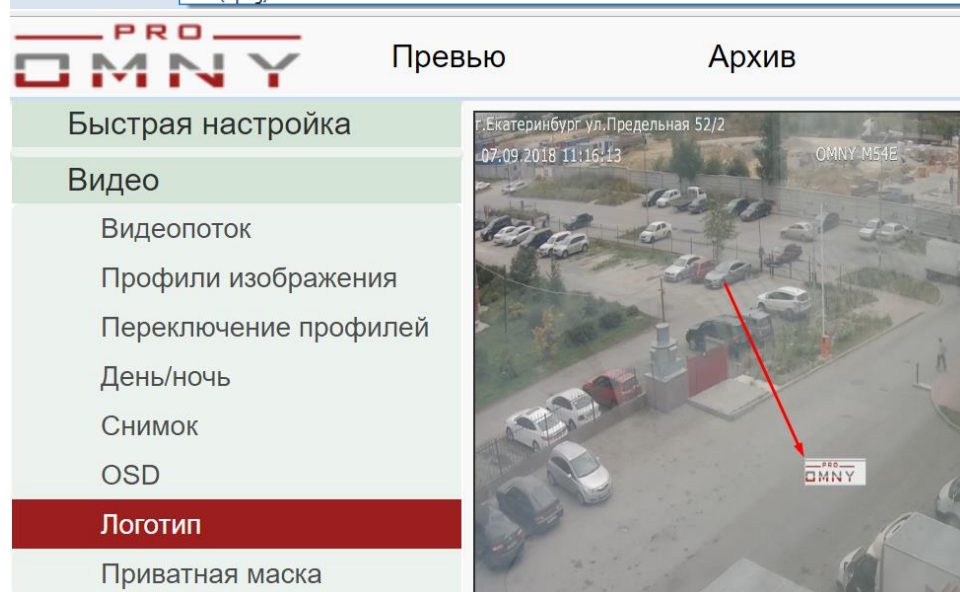 PRO
OMNY
Превью
Архив
Быстрая настройка
Видео
Видеопоток
Профили изображения
Переключение профилей
День/ночь
Снимок
OSD
Логотип
Приватная маска
г.Екатеринбург ул.Предельная 52/2
07.09.2018 11:16:13
OMNY M54E
PRO
OMNY